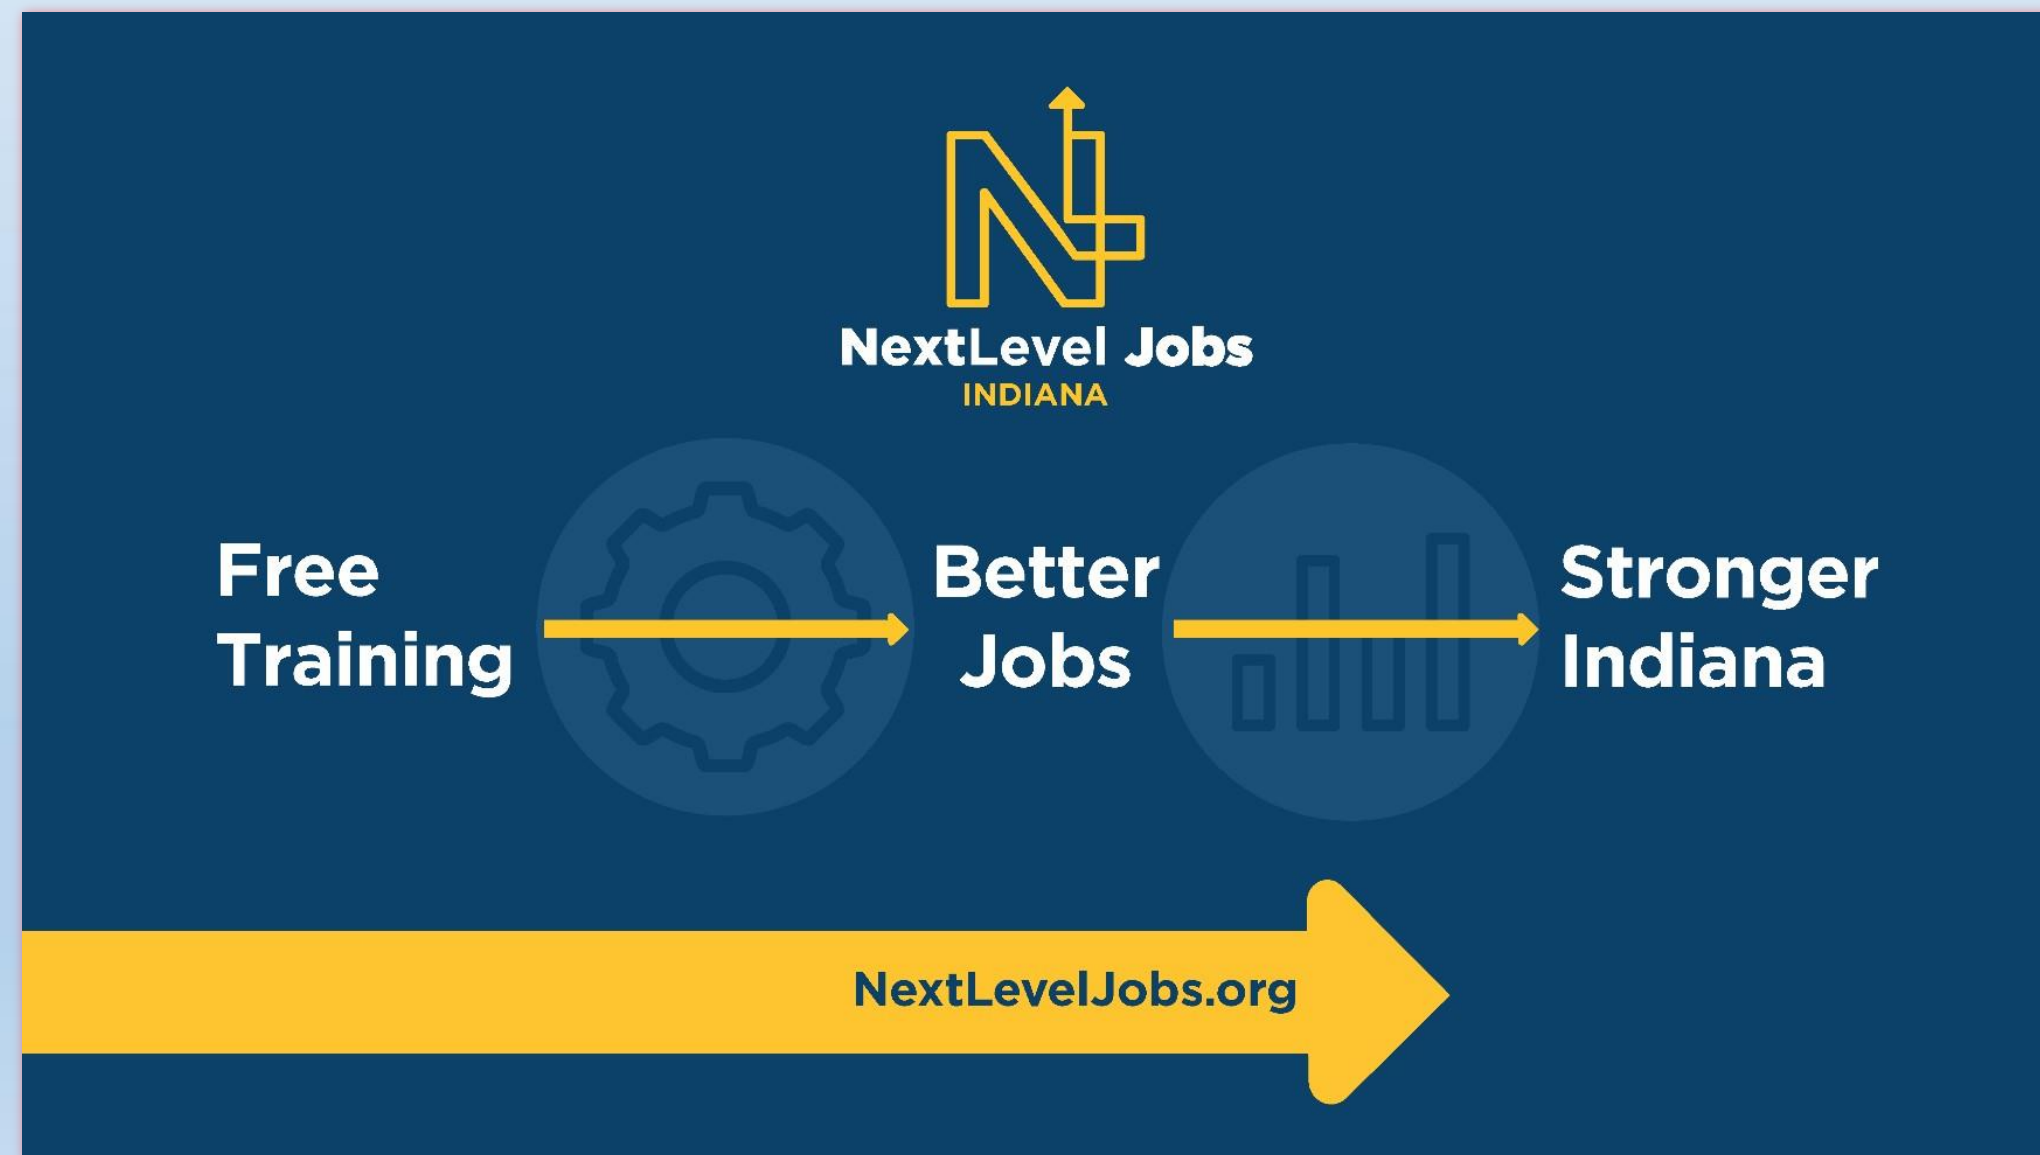 NextLevel Jobs
INDIANA
Free
Training
Better
Jobs
Stronger
Indiana
NextLevelJobs.org